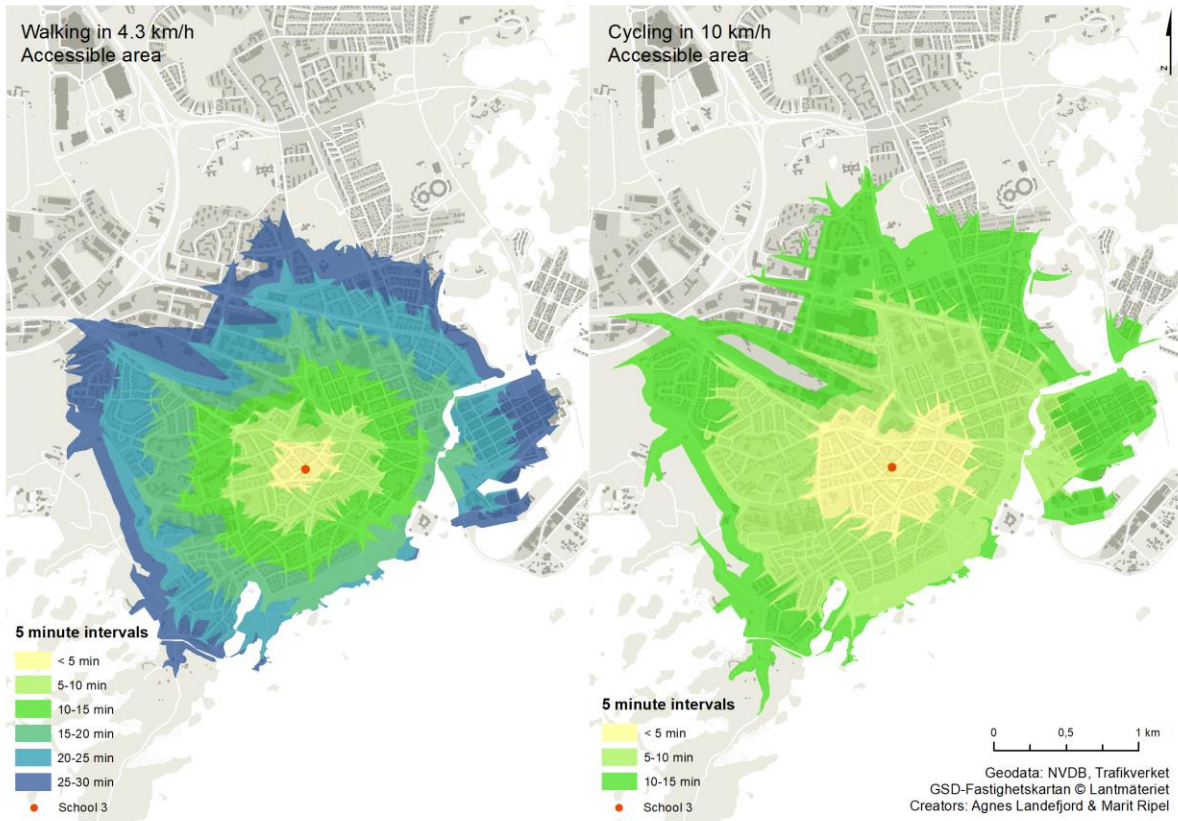 Walking in 4.3 km/h
Accessible area
5 minute intervals
< 5 min
5-10 min
10-15 min
15-20 min
20-25 min
25-30 min
School 3
Cycling in 10 km/h
Accessible area
N
5 minute intervals
< 5 min
5-10 min
10-15 min
School 3
0 0,5 1 km
Geodata: NVDB, Trafikverket
GSD-Fastighetskartan © Lantmäteriet
Creators: Agnes Landefjord & Marit Ripel